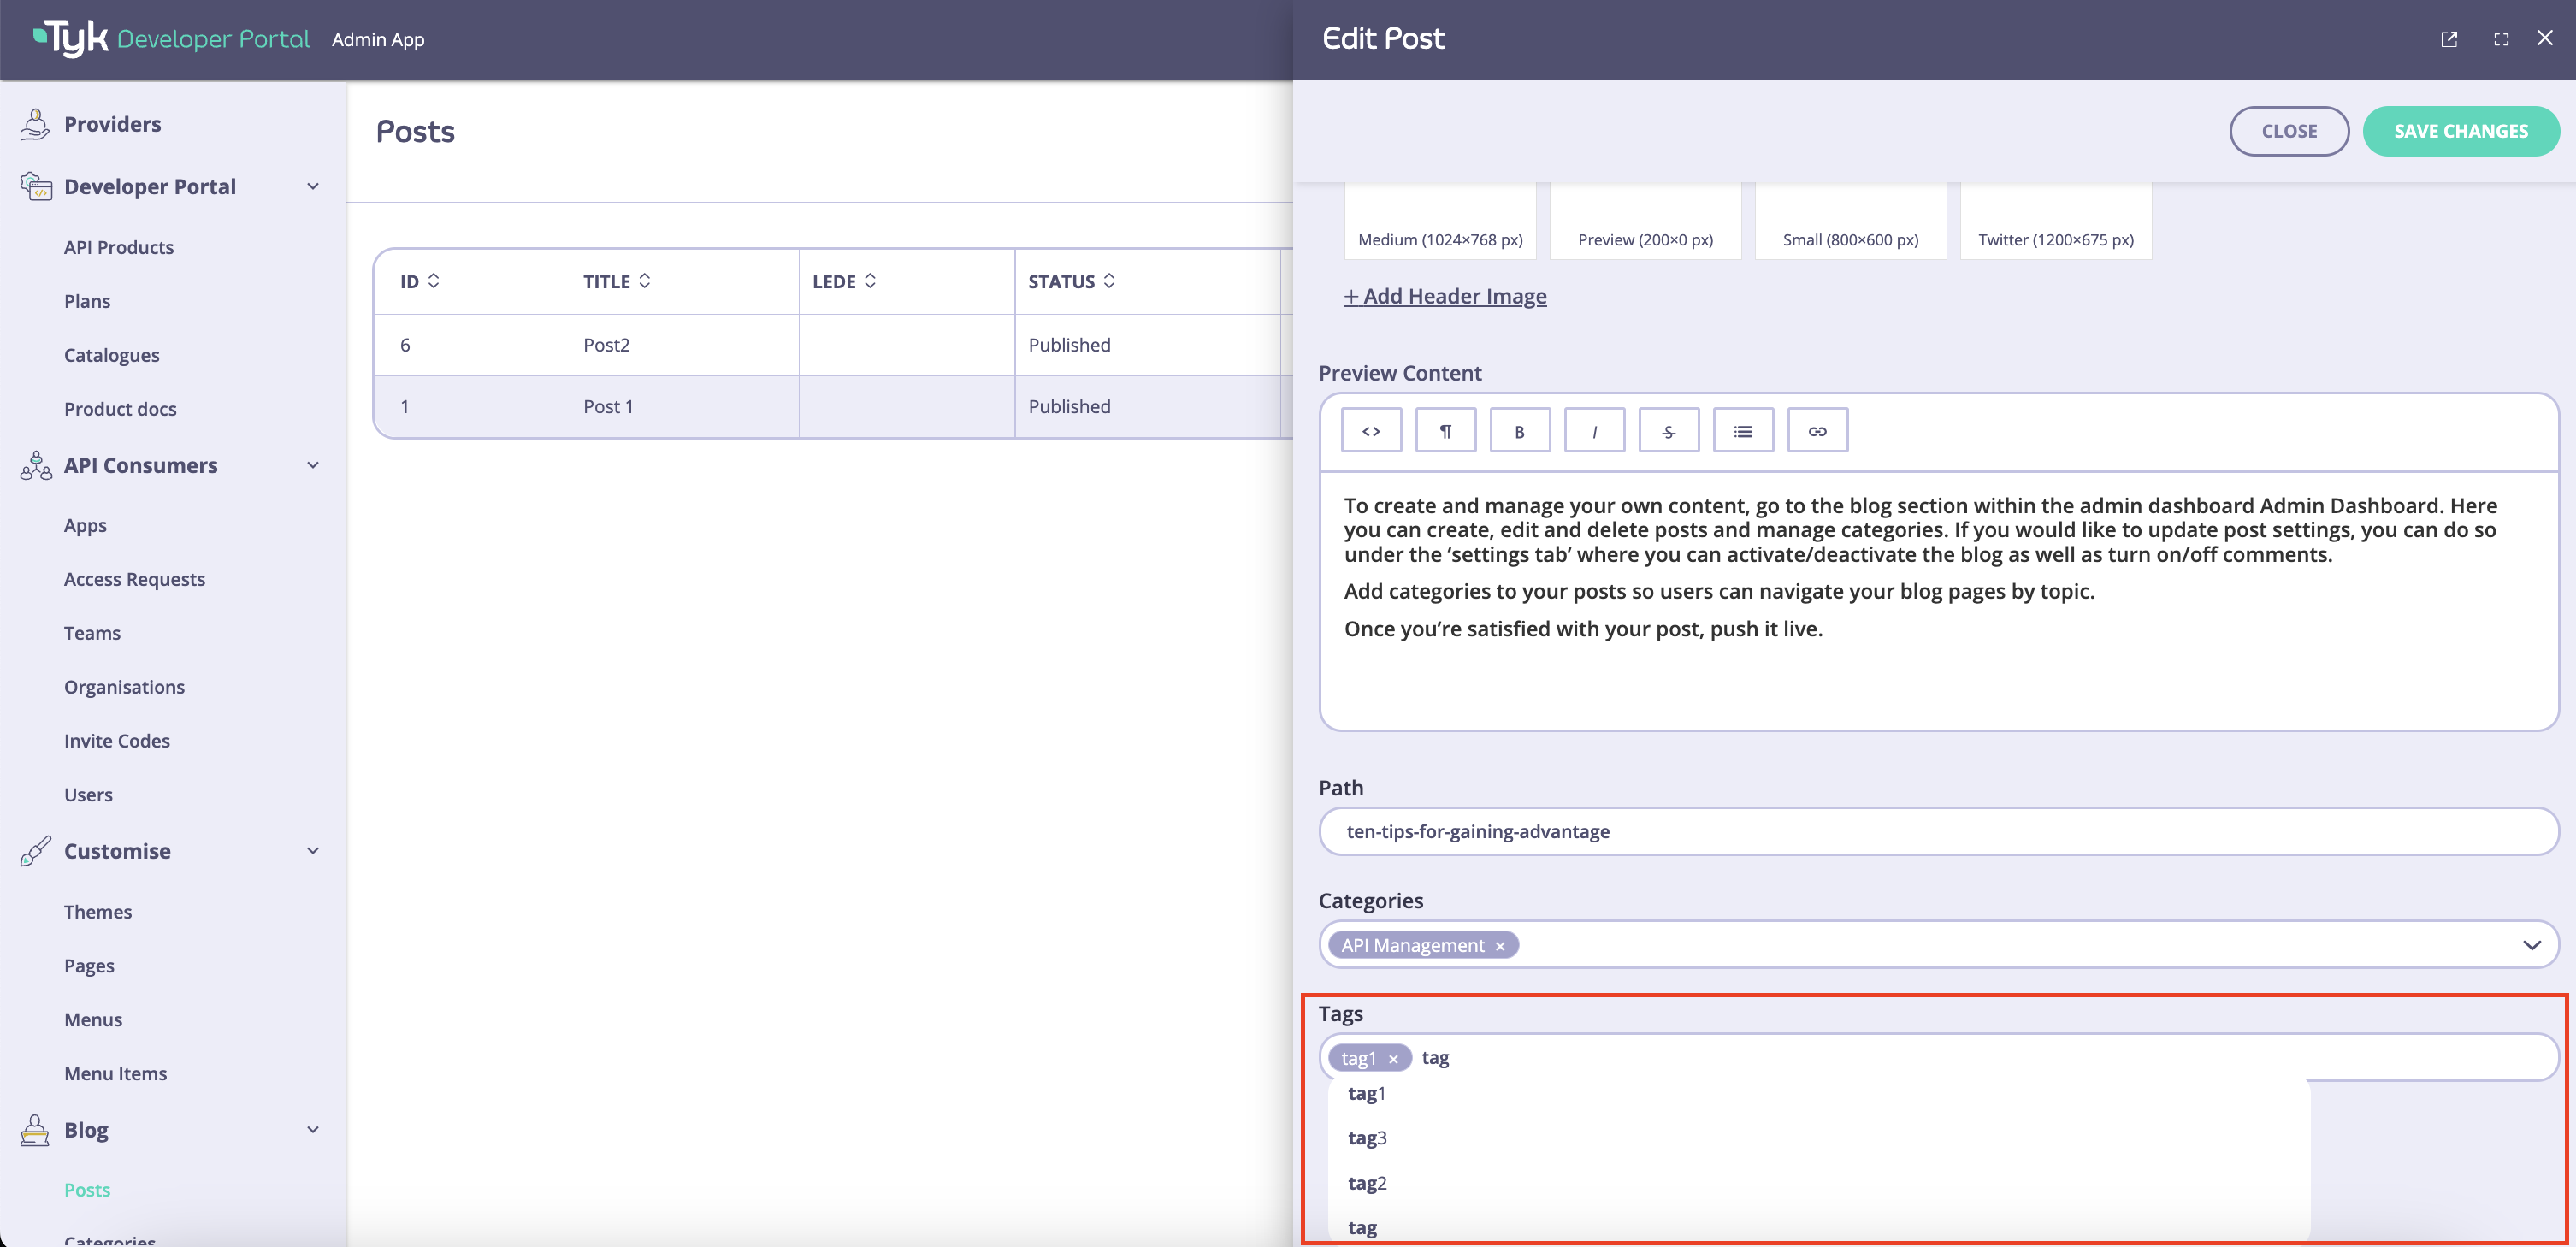 Tyk Developer Portal Admin App
Providers
Developer Portal
API Products
Plans
Catalogues
Product docs
API Consumers
Apps
Access Requests
Teams
Organisations
Invite Codes
Users
Customise
Themes
Pages
Menus
Menu Items
Blog
Posts
Categories
Posts
ID TITLE LEDE STATUS
6 Post2 Published
1 Post 1 Published
Edit Post
CLOSE SAVE CHANGES
Medium (1024×768 px) Preview (200×0 px) Small (800×600 px) Twitter (1200×675 px)
+ Add Header Image
Preview Content
<> ¶ B I S
To create and manage your own content, go to the blog section within the admin dashboard Admin Dashboard. Here
you can create, edit and delete posts and manage categories. If you would like to update post settings, you can do so
under the ‘settings tab’ where you can activate/deactivate the blog as well as turn on/off comments.
Add categories to your posts so users can navigate your blog pages by topic.
Once you’re satisfied with your post, push it live.
Path
ten-tips-for-gaining-advantage
Categories
API Management ×
Tags
tag1 × tag
tag1
tag3
tag2
tag